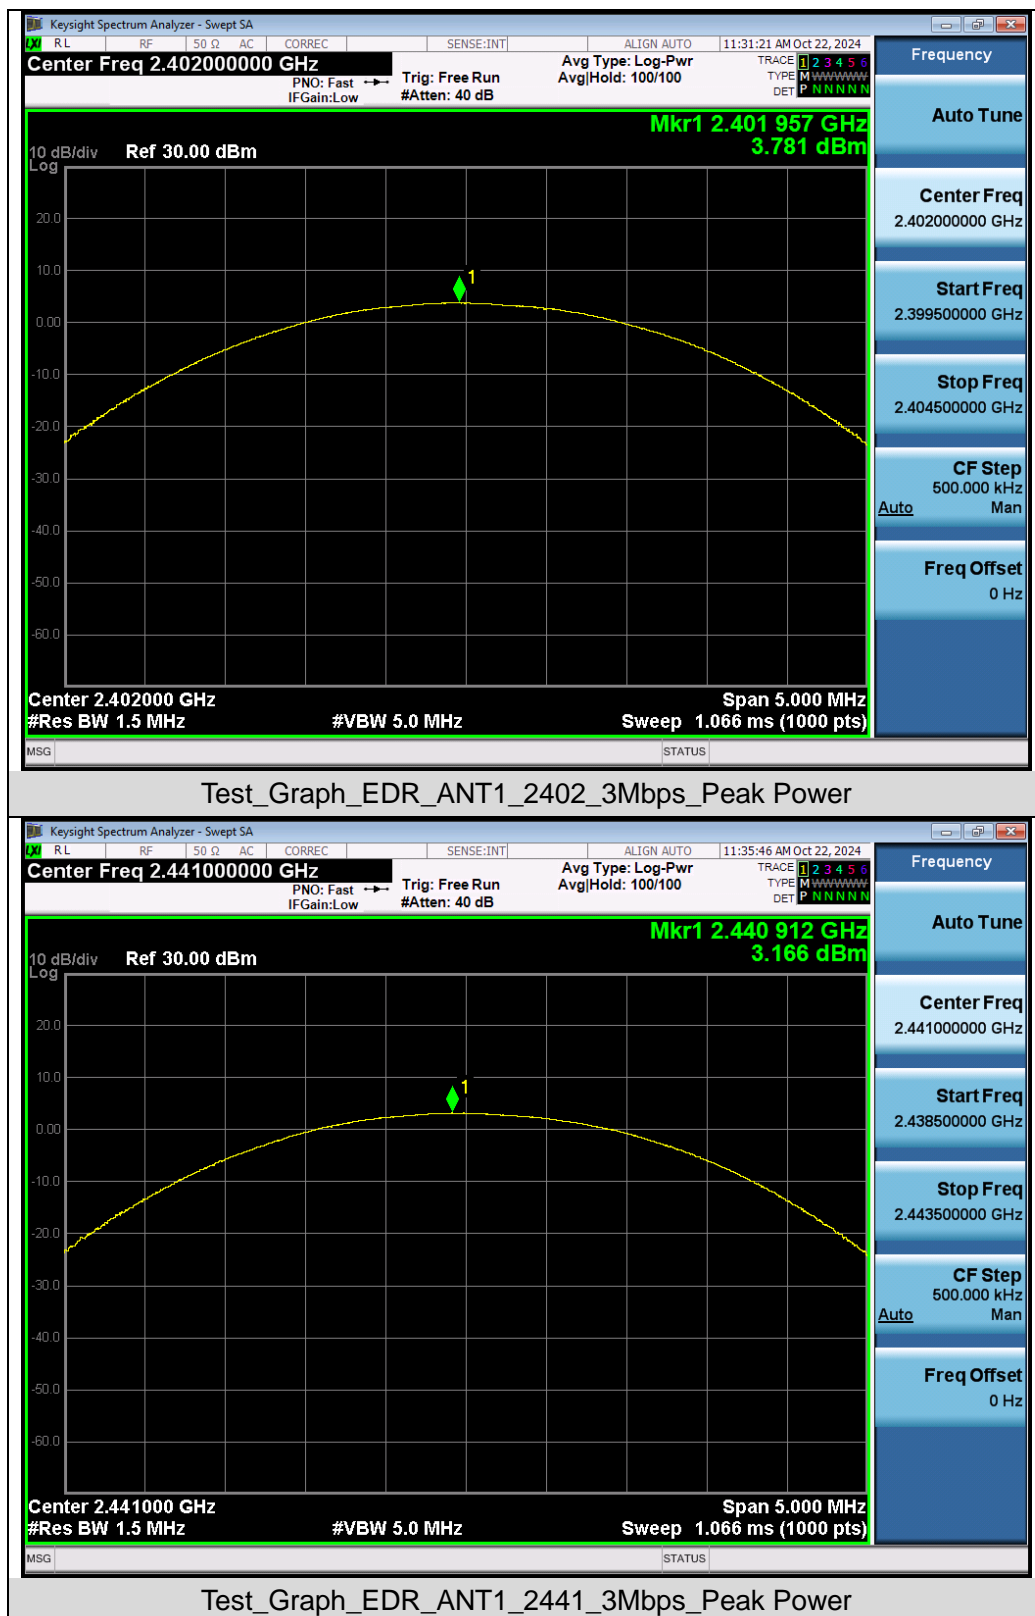 Keysight Spectrum Analyzer - Swept SA
LXI RL RF 50 Ω AC CORREC SENSE:INT ALIGN AUTO 11:31:21 AM Oct 22, 2024
Center Freq 2.402000000 GHz
PNO: Fast
IFGain:Low
Trig: Free Run
#Atten: 40 dB
Avg Type: Log-Pwr
Avg|Hold: 100/100
TRACE 1 2 3 4 5 6
TYPE M WWWWW
DET P N N N N N
Mkr1 2.401 957 GHz
3.781 dBm
10 dB/div Ref 30.00 dBm
Log
20.0
10.0
0.00
-10.0
-20.0
-30.0
-40.0
-50.0
-60.0
1
Center 2.402000 GHz Span 5.000 MHz
#Res BW 1.5 MHz #VBW 5.0 MHz Sweep 1.066 ms (1000 pts)
MSG STATUS
Frequency
Auto Tune
Center Freq
2.402000000 GHz
Start Freq
2.399500000 GHz
Stop Freq
2.404500000 GHz
CF Step
500.000 kHz
Auto Man
Freq Offset
0 Hz
Test_Graph_EDR_ANT1_2402_3Mbps_Peak Power
Keysight Spectrum Analyzer - Swept SA
LXI RL RF 50 Ω AC CORREC SENSE:INT ALIGN AUTO 11:35:46 AM Oct 22, 2024
Center Freq 2.441000000 GHz
PNO: Fast
IFGain:Low
Trig: Free Run
#Atten: 40 dB
Avg Type: Log-Pwr
Avg|Hold: 100/100
TRACE 1 2 3 4 5 6
TYPE M WWWWW
DET P N N N N N
Mkr1 2.440 912 GHz
3.166 dBm
10 dB/div Ref 30.00 dBm
Log
20.0
10.0
0.00
-10.0
-20.0
-30.0
-40.0
-50.0
-60.0
1
Center 2.441000 GHz Span 5.000 MHz
#Res BW 1.5 MHz #VBW 5.0 MHz Sweep 1.066 ms (1000 pts)
MSG STATUS
Frequency
Auto Tune
Center Freq
2.441000000 GHz
Start Freq
2.438500000 GHz
Stop Freq
2.443500000 GHz
CF Step
500.000 kHz
Auto Man
Freq Offset
0 Hz
Test_Graph_EDR_ANT1_2441_3Mbps_Peak Power